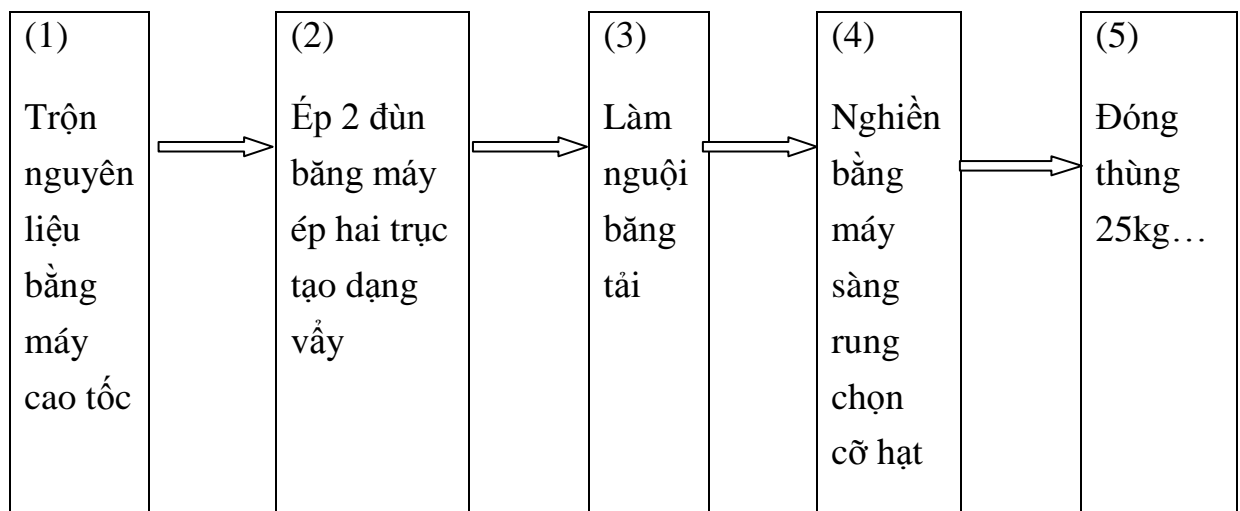 (1)
Trộn
nguyên
liệu
bằng
máy
cao tốc
(2)
Ép 2 đùn
băng máy
ép hai trục
tạo dạng
vẩy
(3)
Làm
nguội
băng
tải
(4)
Nghiền
bằng
máy
sàng
rung
chọn
cỡ hạt
(5)
Đóng
thùng
25kg…